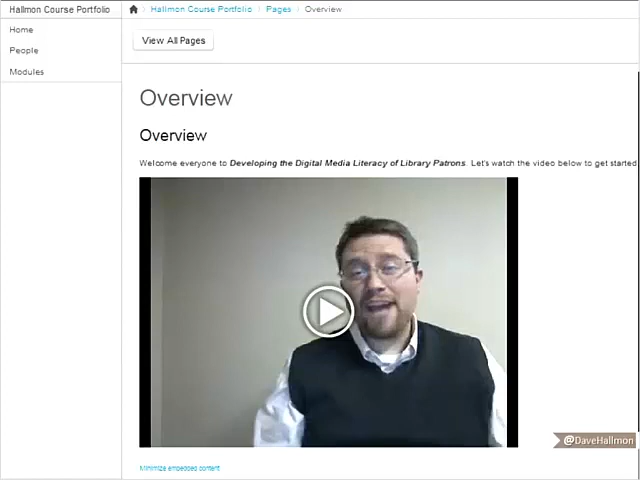 Hallmon Course Portfolio
Hallmon Course Portfolio
Pages
Overview
Home
People
Modules
View All Pages
Overview
Overview
Welcome everyone to Developing the Digital Media Literacy of Library Patrons. Let's watch the video below to get started
@DaveHallmon
Minimize embedded content